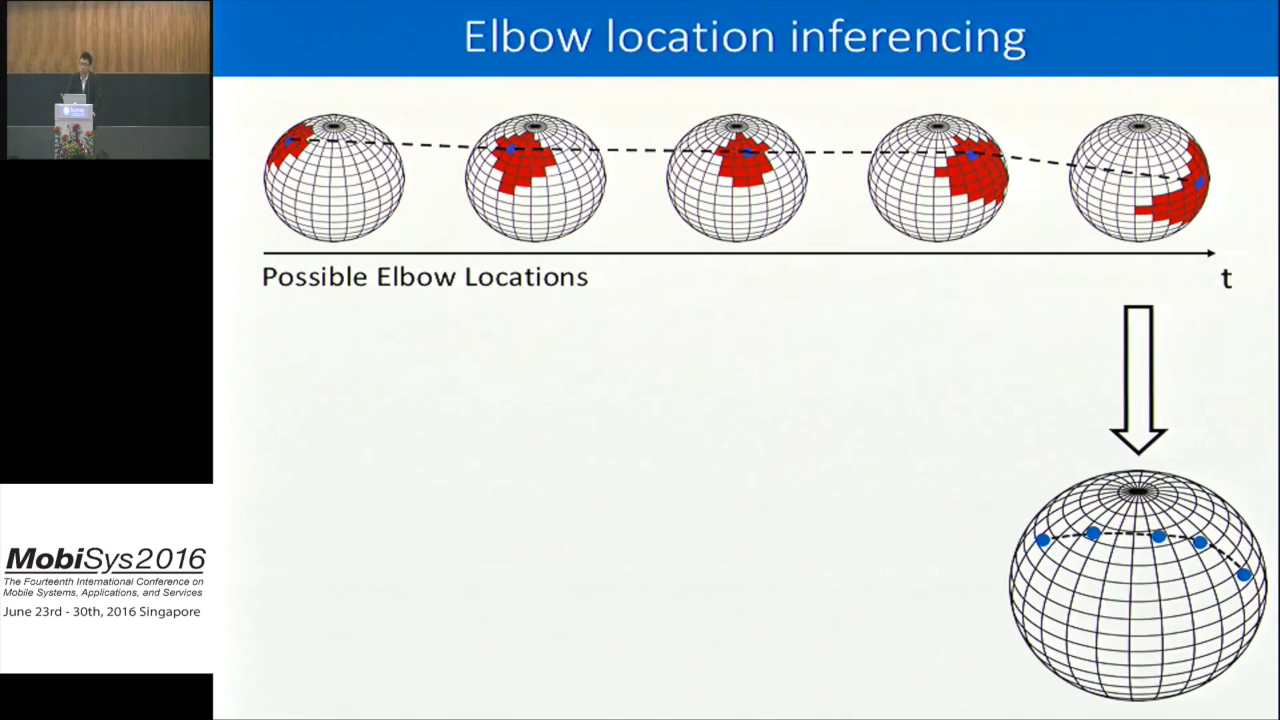 Elbow location inferencing
Possible Elbow Locations
t
MobiSys2016
The Fourteenth International Conference on
Mobile Systems, Applications, and Services
June 23rd - 30th, 2016 Singapore